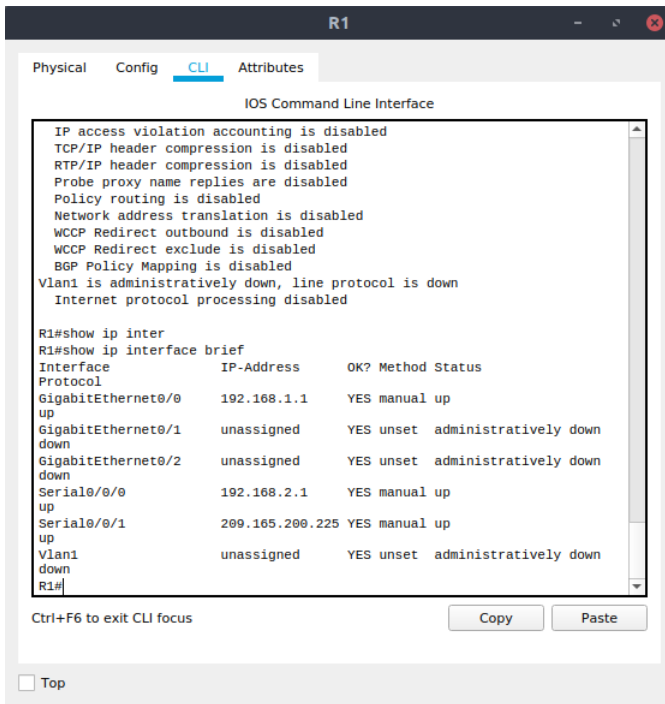 R1
Physical Config CLI Attributes
IOS Command Line Interface
IP access violation accounting is disabled
TCP/IP header compression is disabled
RTP/IP header compression is disabled
Probe proxy name replies are disabled
Policy routing is disabled
Network address translation is disabled
WCCP Redirect outbound is disabled
WCCP Redirect exclude is disabled
BGP Policy Mapping is disabled
Vlan1 is administratively down, line protocol is down
Internet protocol processing disabled
R1#show ip inter
R1#show ip interface brief
Interface IP-Address OK? Method Status
Protocol
GigabitEthernet0/0 192.168.1.1 YES manual up
up
GigabitEthernet0/1 unassigned YES unset administratively down
down
GigabitEthernet0/2 unassigned YES unset administratively down
down
Serial0/0/0 192.168.2.1 YES manual up
up
Serial0/0/1 209.165.200.225 YES manual up
up
Vlan1 unassigned YES unset administratively down
down
R1#
Ctrl+F6 to exit CLI focus Copy Paste
Top